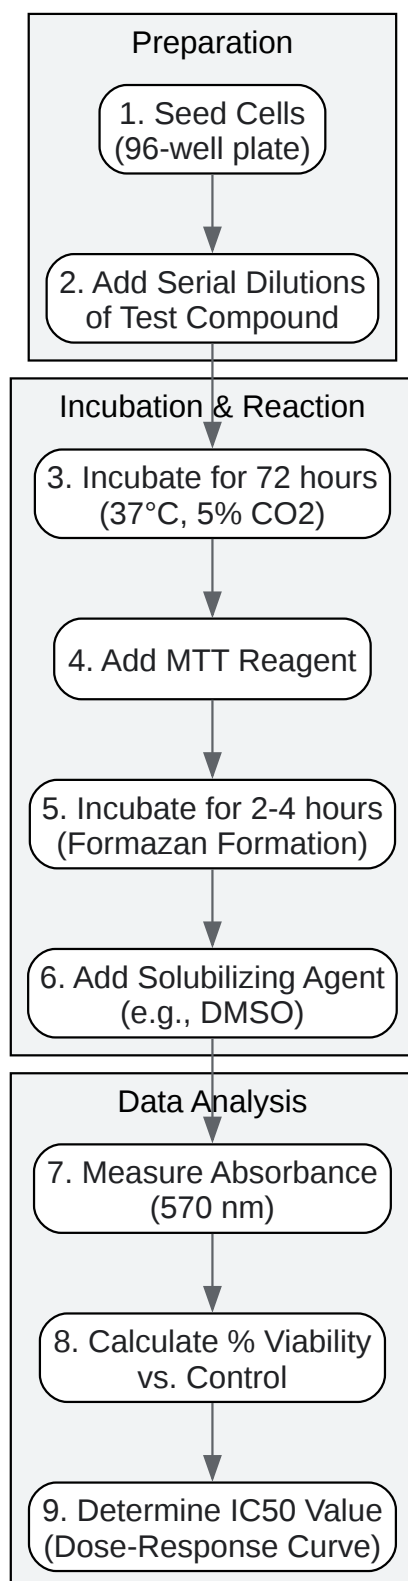 Preparation
1. Seed Cells
(96-well plate)
2. Add Serial Dilutions
of Test Compound
Incubation & Reaction
3. Incubate for 72 hours
(37°C, 5% CO2)
4. Add MTT Reagent
5. Incubate for 2-4 hours
(Formazan Formation)
6. Add Solubilizing Agent
(e.g., DMSO)
Data Analysis
7. Measure Absorbance
(570 nm)
8. Calculate % Viability
vs. Control
9. Determine IC50 Value
(Dose-Response Curve)